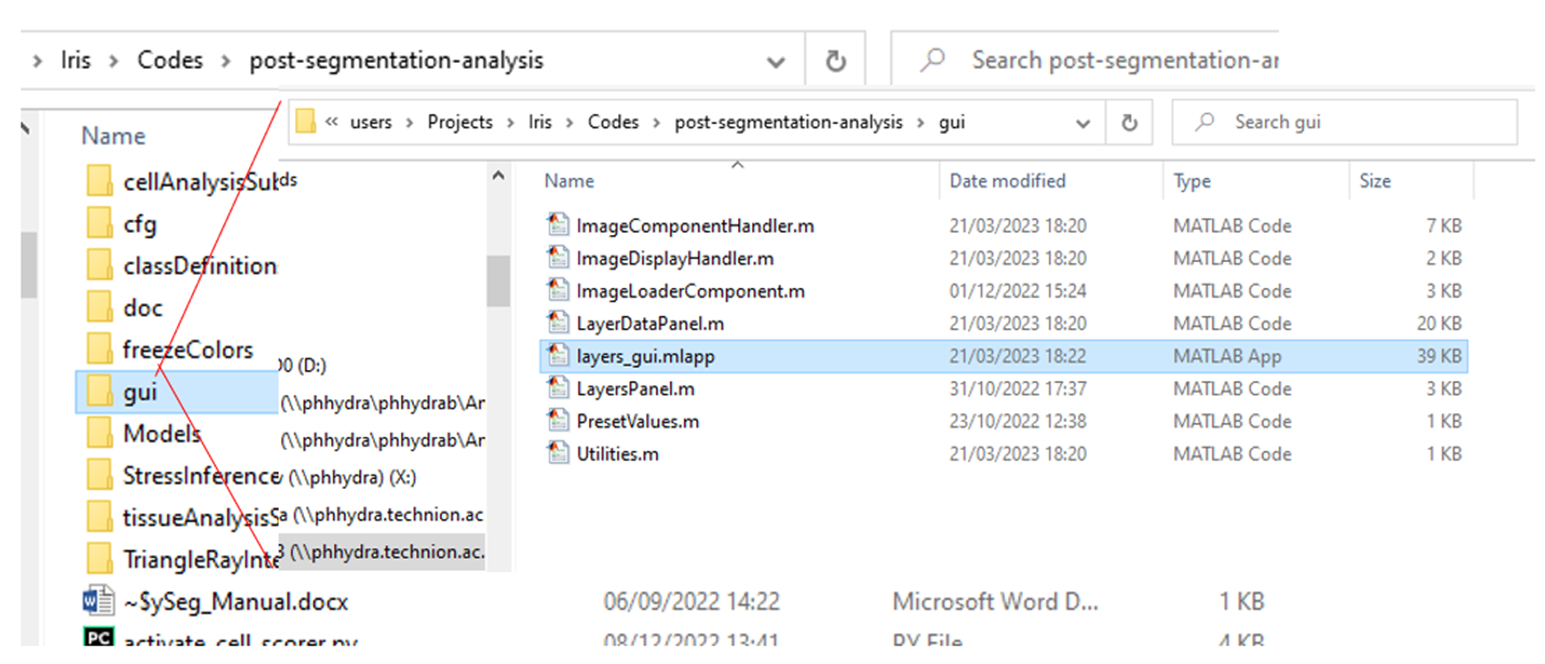 Iris > Codes > post-segmentation-analysis Search post-segmentation-ar
« users > Projects > Iris > Codes > post-segmentation-analysis > gui Search gui
Name
cellAnalysisSu
cfg
classDefinition
doc
freezeColors
gui
Models
StressInference
tissueAnalysisS
TriangleRayInte
ds
00 (D:)
(\\phhydra\phhydrab\Ar
(\\phhydra\phhydrab\Ar
(\\phhydra) (X:)
a (\\phhydra.technion.ac
3 (\\phhydra.technion.ac.
Name Date modified Type Size
ImageComponentHandler.m 21/03/2023 18:20 MATLAB Code 7 KB
ImageDisplayHandler.m 21/03/2023 18:20 MATLAB Code 2 KB
ImageLoaderComponent.m 01/12/2022 15:24 MATLAB Code 3 KB
LayerDataPanel.m 21/03/2023 18:20 MATLAB Code 20 KB
layers_gui.mlapp 21/03/2023 18:22 MATLAB App 39 KB
LayersPanel.m 31/10/2022 17:37 MATLAB Code 3 KB
PresetValues.m 23/10/2022 12:38 MATLAB Code 1 KB
Utilities.m 21/03/2023 18:20 MATLAB Code 1 KB
~$ySeg_Manual.docx 06/09/2022 14:22 Microsoft Word D... 1 KB
PC activate_cell_scorer.py 08/12/2022 13:41 PY File 4 KB